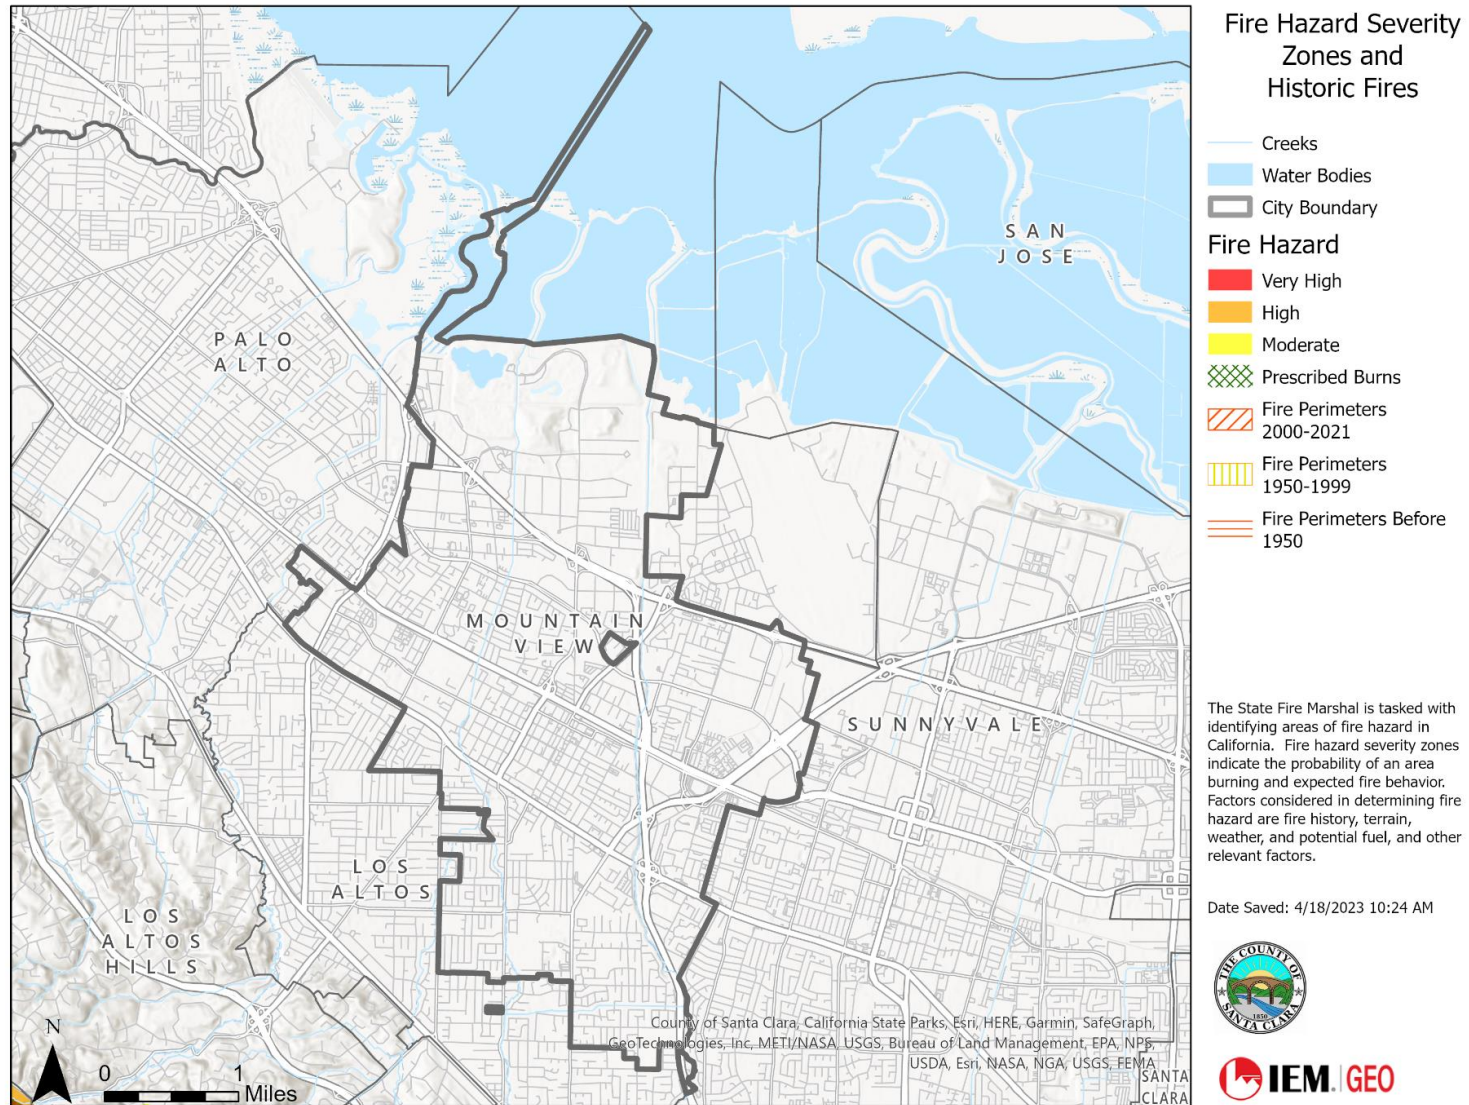 Fire Hazard Severity
Zones and
Historic Fires
Creeks
Water Bodies
City Boundary
Fire Hazard
Very High
High
Moderate
Prescribed Burns
Fire Perimeters
2000-2021
Fire Perimeters
1950-1999
Fire Perimeters Before
1950
The State Fire Marshal is tasked with
identifying areas of fire hazard in
California. Fire hazard severity zones
indicate the probability of an area
burning and expected fire behavior.
Factors considered in determining fire
hazard are fire history, terrain,
weather, and potential fuel, and other
relevant factors.
Date Saved: 4/18/2023 10:24 AM
THE COUNTY OF
SANTA CLARA
1850
IEM. GEO
SAN
JOSE
PALO
ALTO
MOUNTAIN
VIEW
SUNNYVALE
LOS
ALTOS
LOS
ALTOS
HILLS
SANTA
CLARA
N
0 1
Miles
County of Santa Clara, California State Parks, Esri, HERE, Garmin, SafeGraph,
GeoTechnologies, Inc, METI/NASA, USGS, Bureau of Land Management, EPA, NPS,
USDA, Esri, NASA, NGA, USGS, FEMA